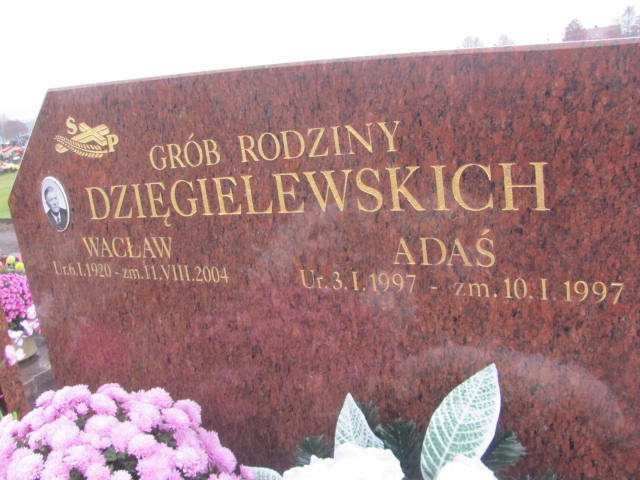 S P
GRÓB RODZINY
DZIĘGIELEWSKICH
WACŁAW
Ur.6.I.1920 - zm.11.VIII.2004
ADAŚ
Ur.3.I.1997 - zm.10.I.1997